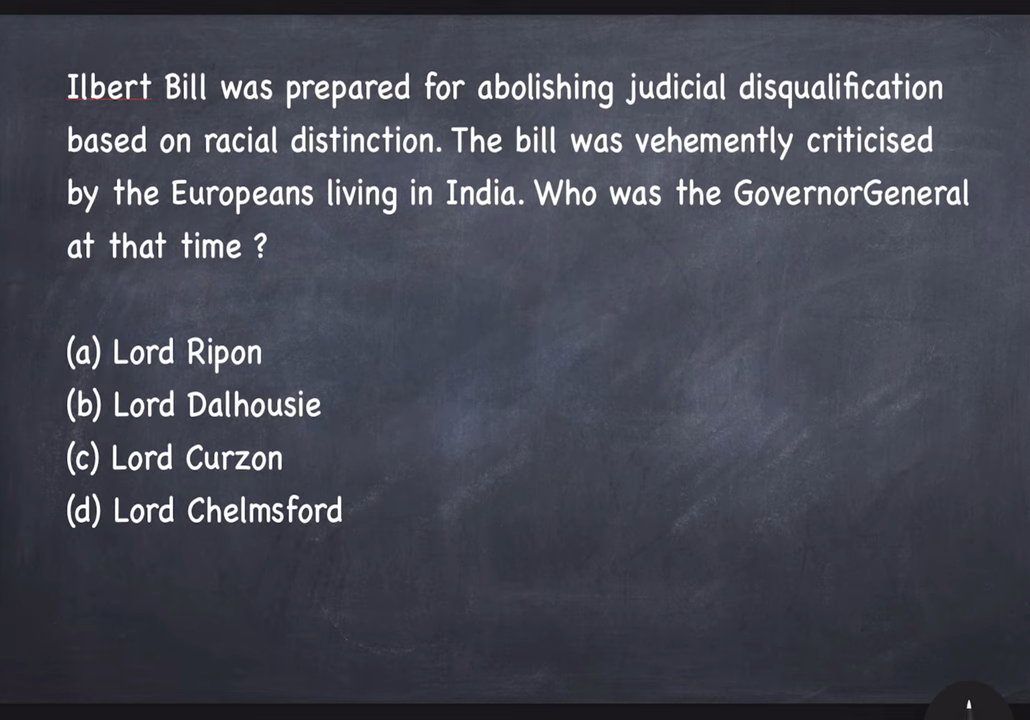 Ilbert Bill was prepared for abolishing judicial disqualification
based on racial distinction. The bill was vehemently criticised
by the Europeans living in India. Who was the GovernorGeneral
at that time ?
(a) Lord Ripon
(b) Lord Dalhousie
(c) Lord Curzon
(d) Lord Chelmsford